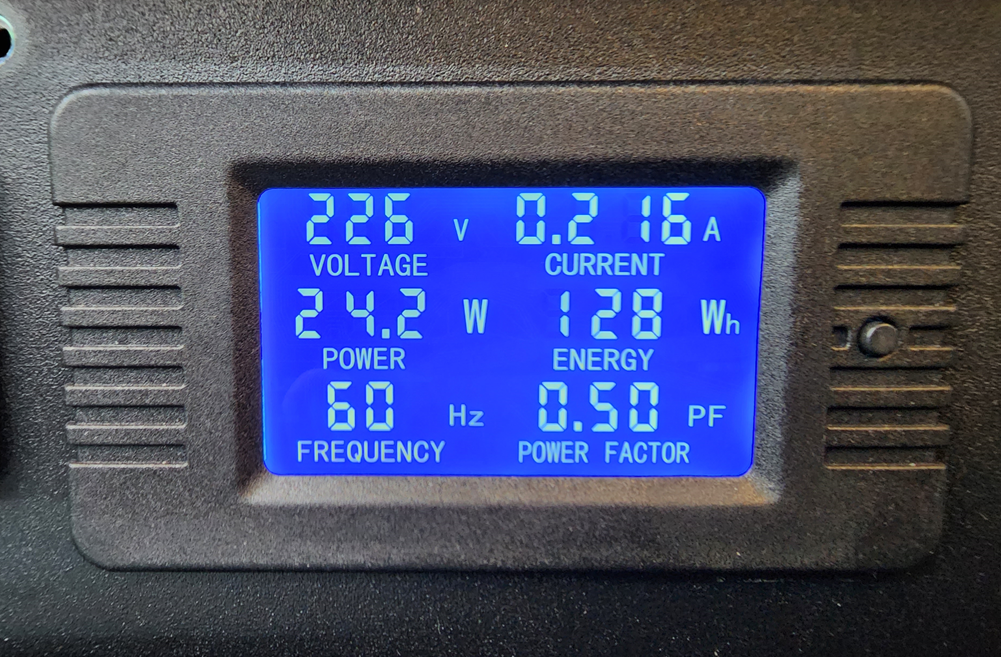 226 V 0.216 A
VOLTAGE CURRENT
24.2 W 128 Wh
POWER ENERGY
60 Hz 0.50 PF
FREQUENCY POWER FACTOR